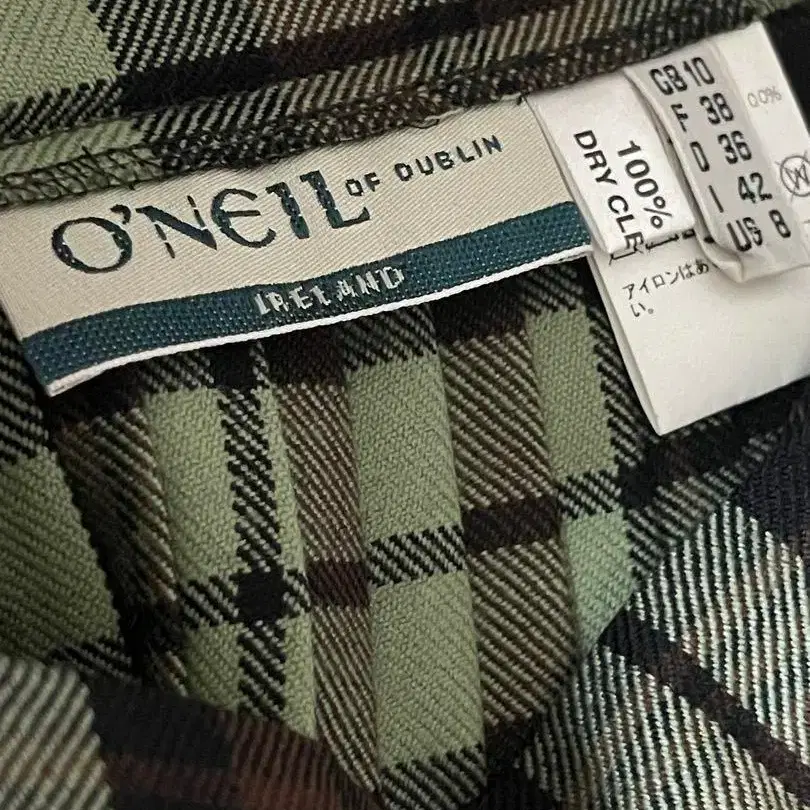 O'NEIL OF DUBLIN
IRELAND
100%
DRY CLE
GB 10
F 38
D 36
I 42
US 8
アイロンはあ
い。